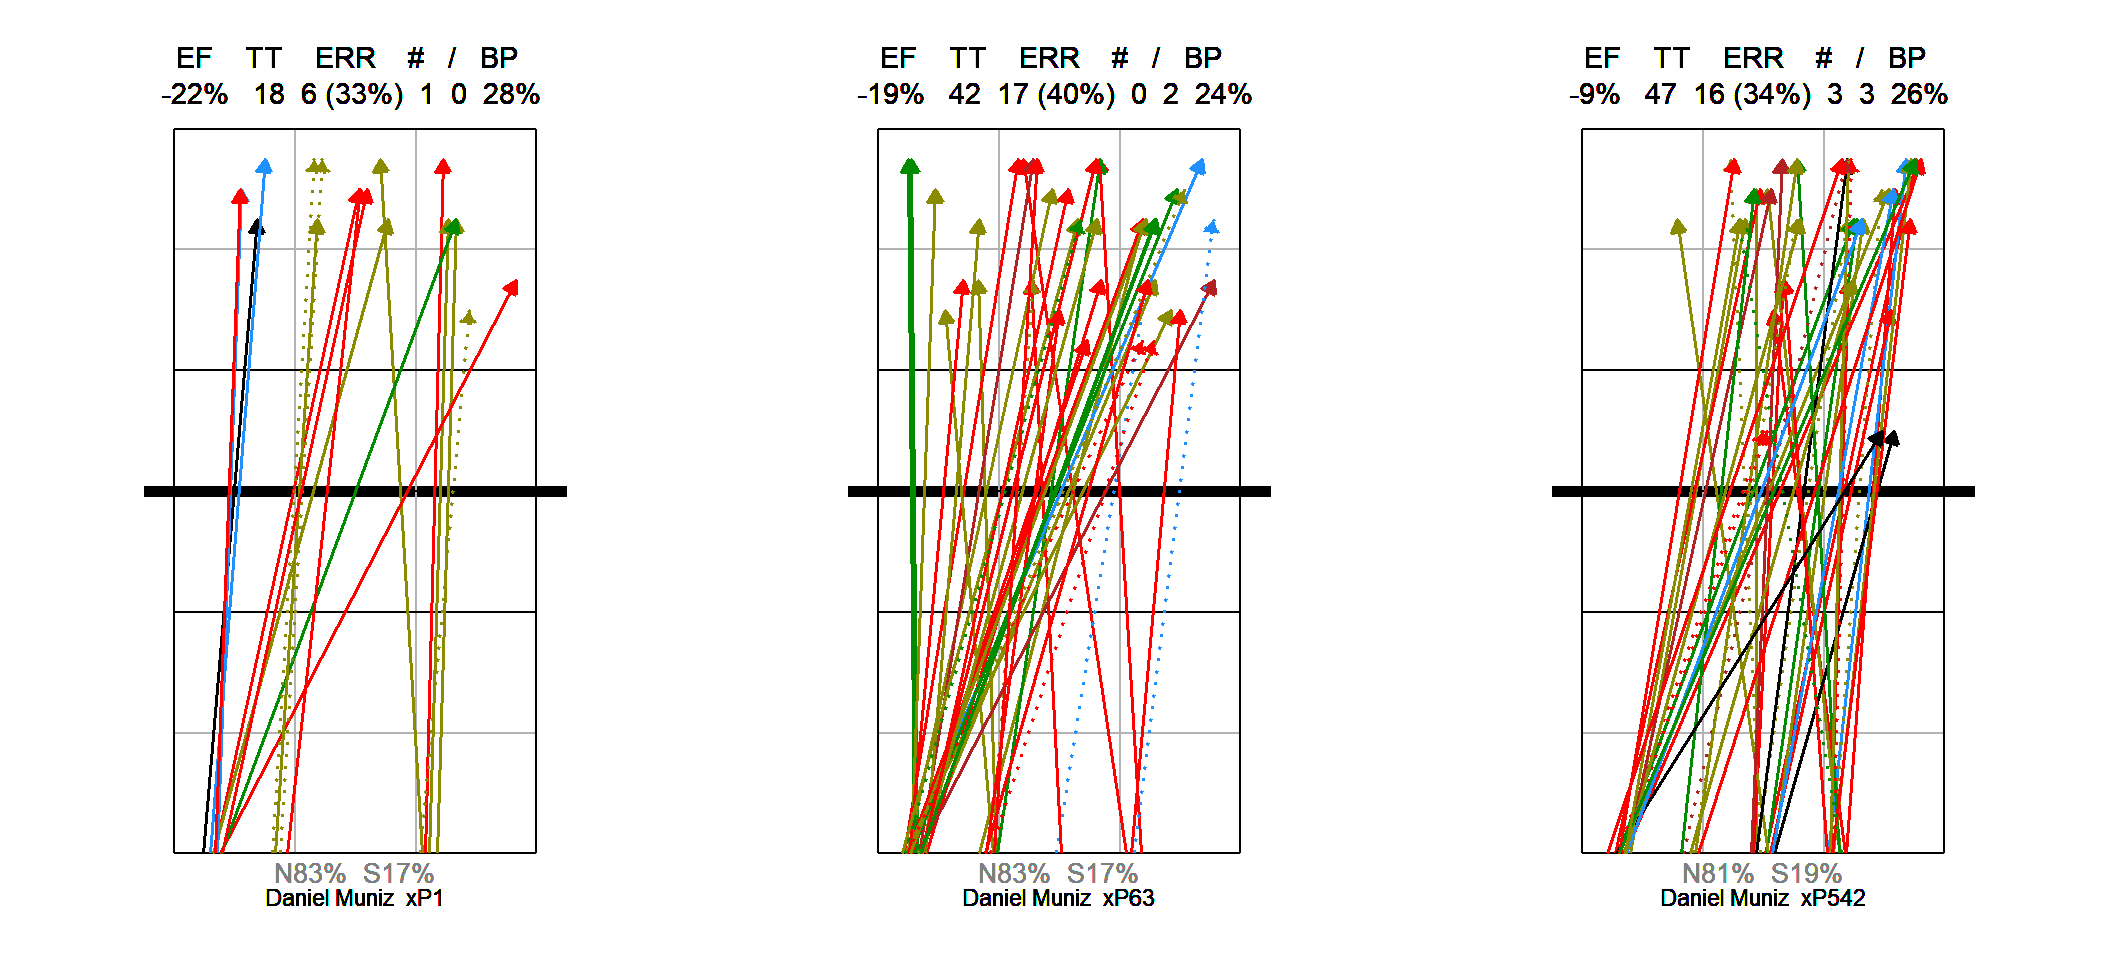 EF TT ERR # / BP
-22% 18 6 (33%) 1 0 28%
N83% S17%
Daniel Muniz xP1
EF TT ERR # / BP
-19% 42 17 (40%) 0 2 24%
N83% S17%
Daniel Muniz xP63
EF TT ERR # / BP
-9% 47 16 (34%) 3 3 26%
N81% S19%
Daniel Muniz xP542